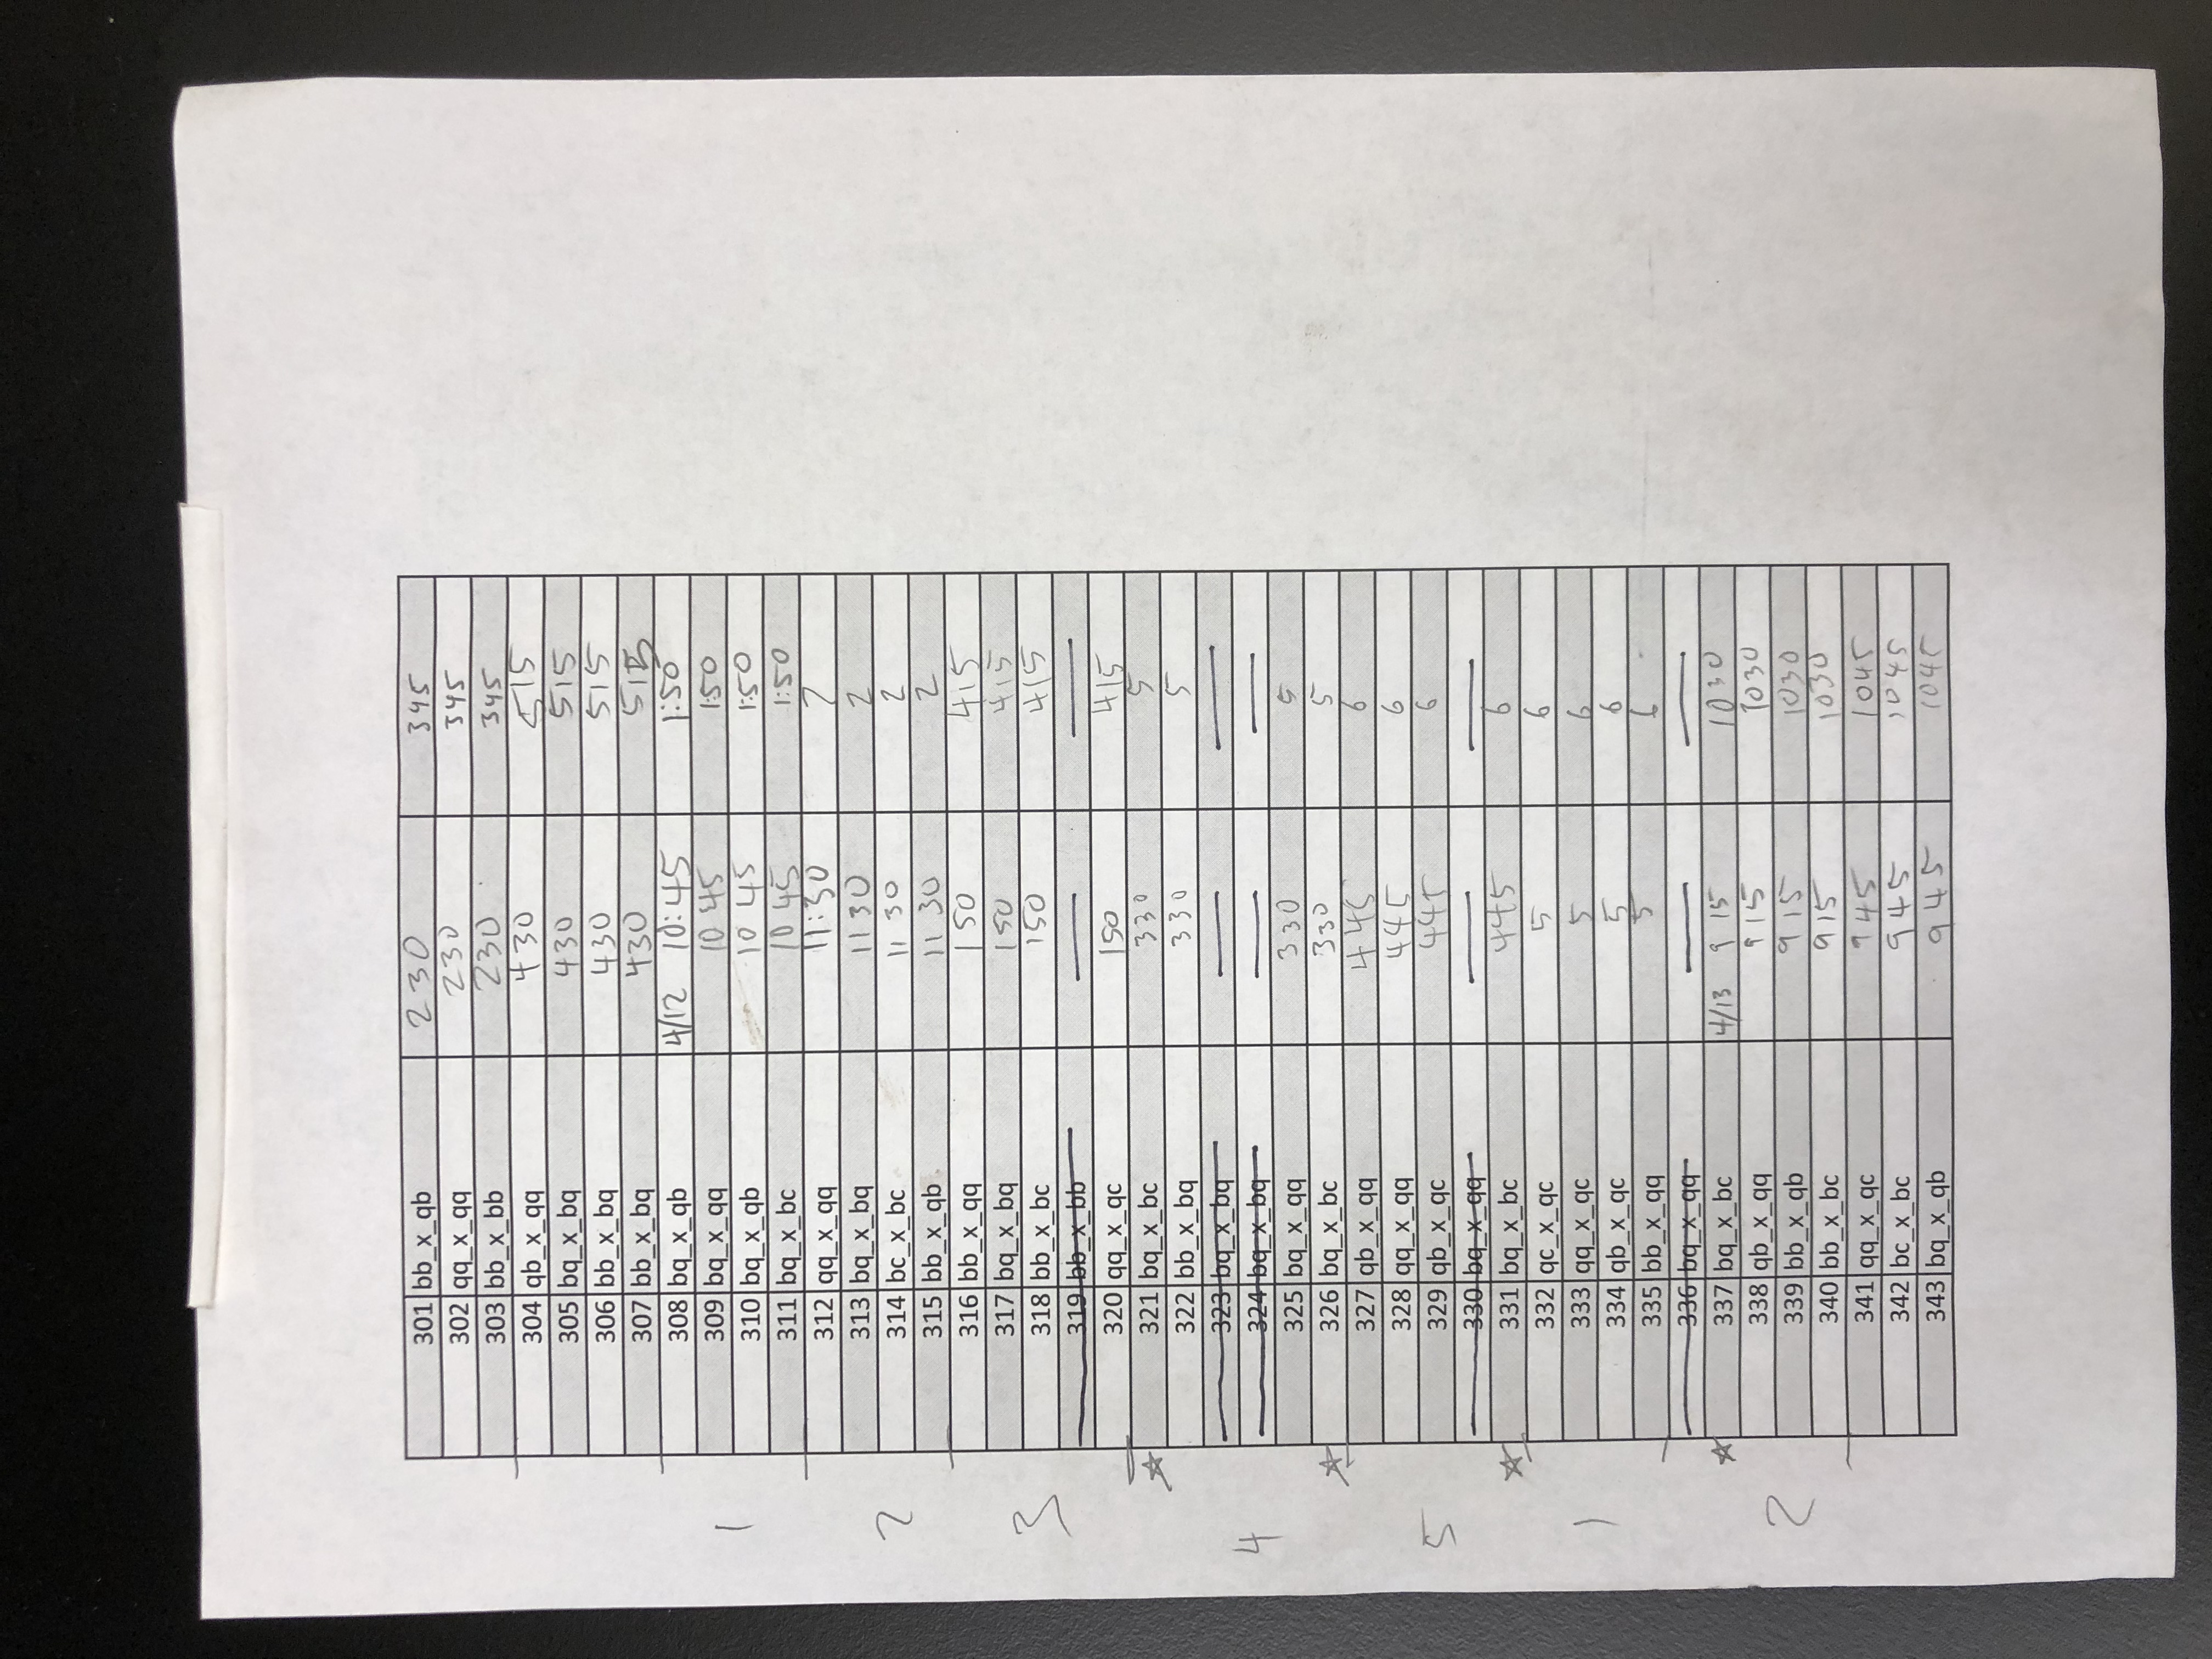 301 bb_x_qb 230 345
302 qq_x_qq 230 345
303 bb_x_bb 230 345
304 qb_x_qq 430 515
305 bq_x_bq 430 515
306 bb_x_bq 430 515
307 bb_x_bq 430 515
308 bq_x_qb 4/12 10:45 1:50
309 bq_x_qq 10 45 1:50
1
310 bq_x_qb 10 45 1:50
311 bq_x_bc 10 45 1:50
312 qq_x_qq 11:30 2
313 bq_x_bq 11 30 2
2
314 bc_x_bc 11 30 2
315 bb_x_qb 11 30 2
316 bb_x_qq 150 415
317 bq_x_bq 150 415
3
318 bb_x_bc 150 415
319 bb_x_bb — —
320 qq_x_qc 150 415
☆ 321 bq_x_bc 330 5
322 bb_x_bq 330 5
323 bq_x_bq — —
4
324 bq_x_bq — —
325 bq_x_qq 330 5
☆ 326 bq_x_bc 330 5
327 qb_x_qq 445 6
328 qq_x_qq 445 6
5
329 qb_x_qc 445 6
330 bq_x_qq — —
☆ 331 bq_x_bc 445 6
332 qc_x_qc 5 6
333 qq_x_qc 5 6
1
334 qb_x_qc 5 6
335 bb_x_qq 5 6
336 bq_x_qq — —
☆ 337 bq_x_bc 4/13 9 15 1030
338 qb_x_qq 9 15 1030
2
339 bb_x_qb 9 15 1030
340 bb_x_bc 915 1030
341 qq_x_qc 945 1045
342 bc_x_bc 945 1045
343 bq_x_qb 945 1045